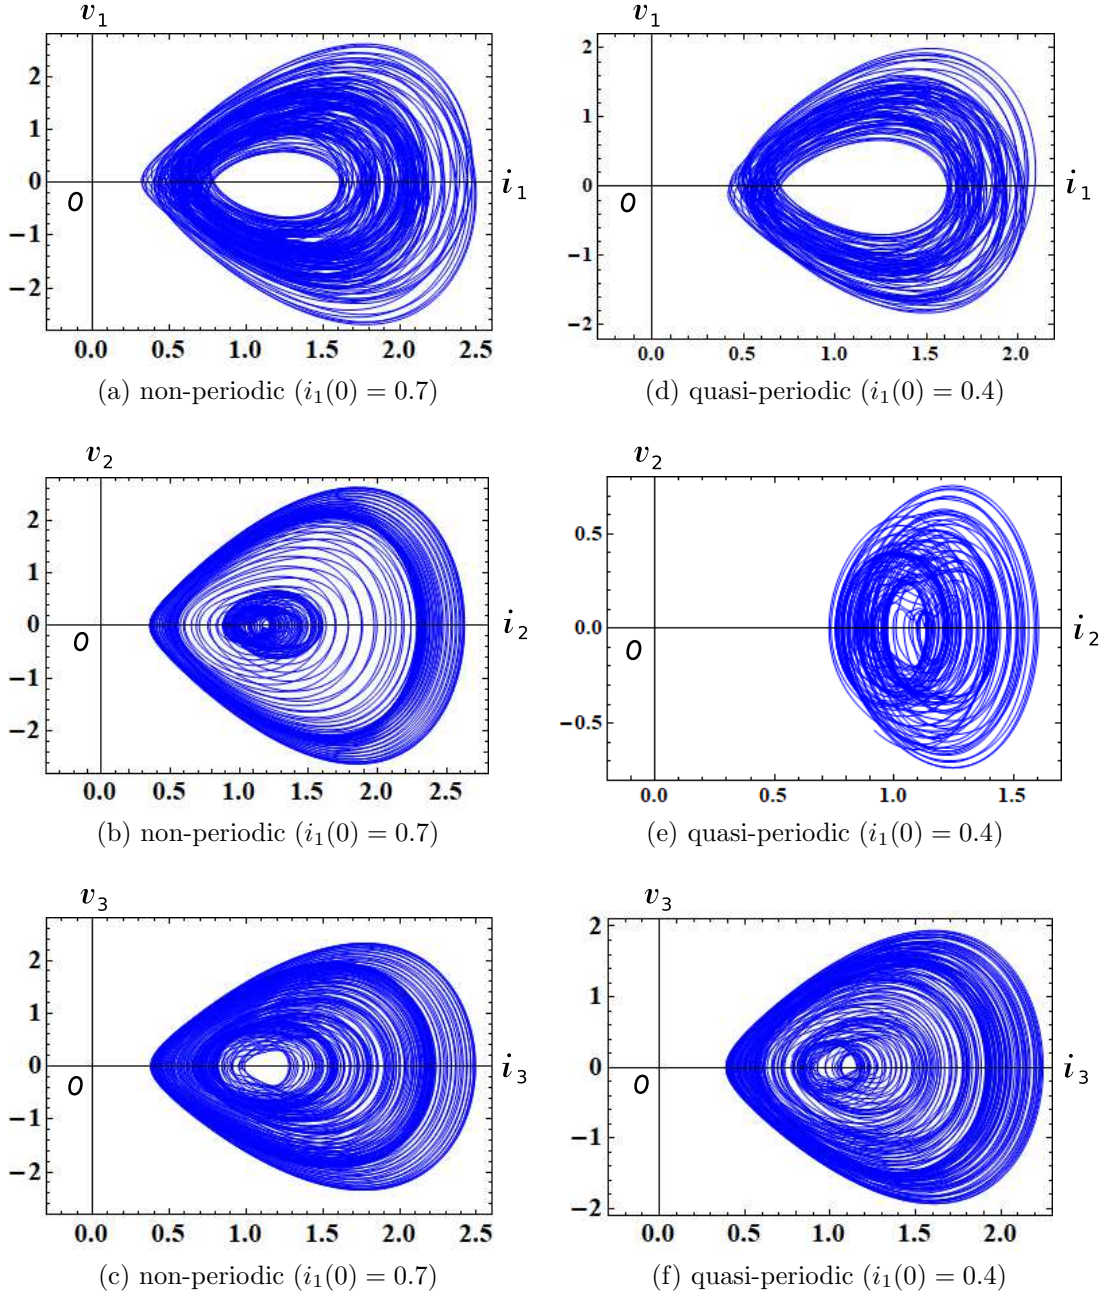 v1
v1
2
1
0
−1
−2
0
i1
0.0 0.5 1.0 1.5 2.0 2.5
2
1
0
−1
−2
0
i1
0.0 0.5 1.0 1.5 2.0
(a) non-periodic (i1(0) = 0.7)
(d) quasi-periodic (i1(0) = 0.4)
v2
v2
2
1
0
−1
−2
0
i2
0.0 0.5 1.0 1.5 2.0 2.5
0.5
0.0
−0.5
0
i2
0.0 0.5 1.0 1.5
(b) non-periodic (i1(0) = 0.7)
(e) quasi-periodic (i1(0) = 0.4)
v3
v3
2
1
0
−1
−2
0
i3
0.0 0.5 1.0 1.5 2.0 2.5
2
1
0
−1
−2
0
i3
0.0 0.5 1.0 1.5 2.0
(c) non-periodic (i1(0) = 0.7)
(f) quasi-periodic (i1(0) = 0.4)